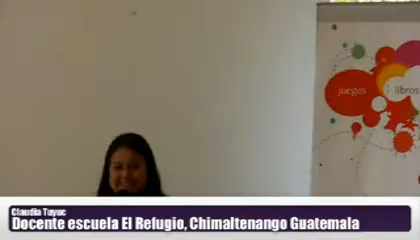 juegos
libros
Claudia Tuyuc
Docente escuela El Refugio, Chimaltenango Guatemala